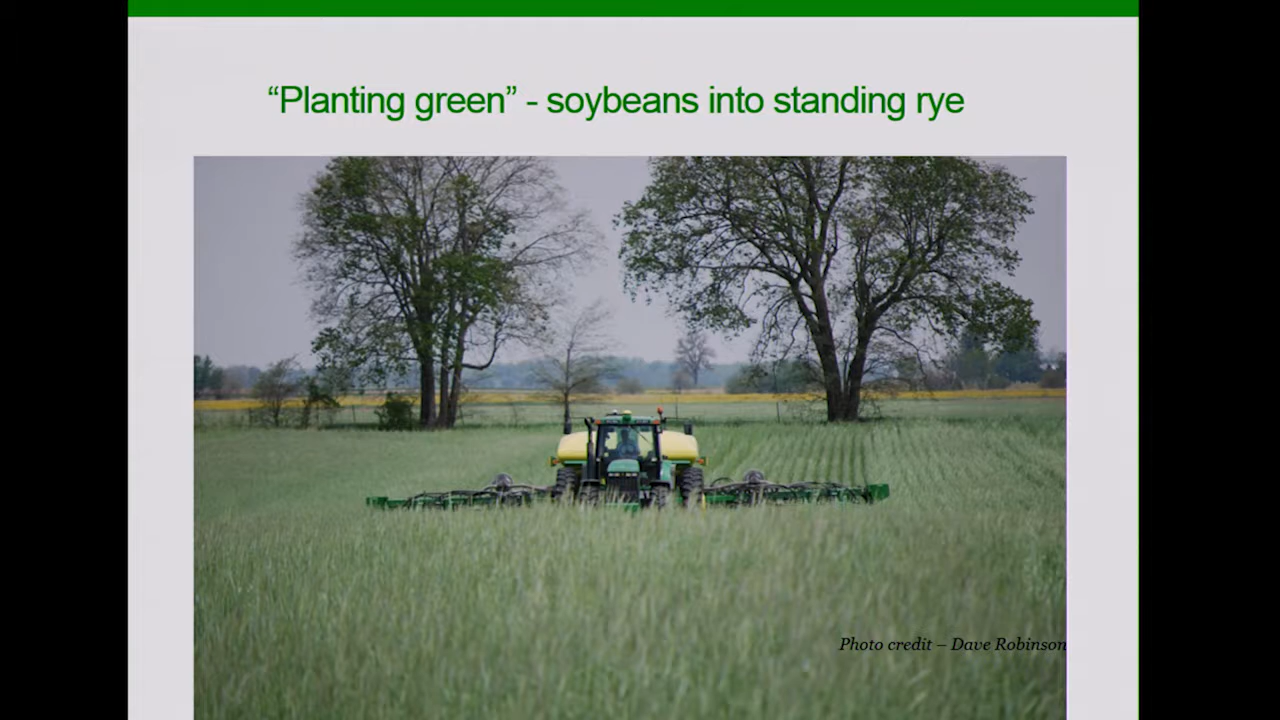 “Planting green” - soybeans into standing rye
Photo credit – Dave Robinson